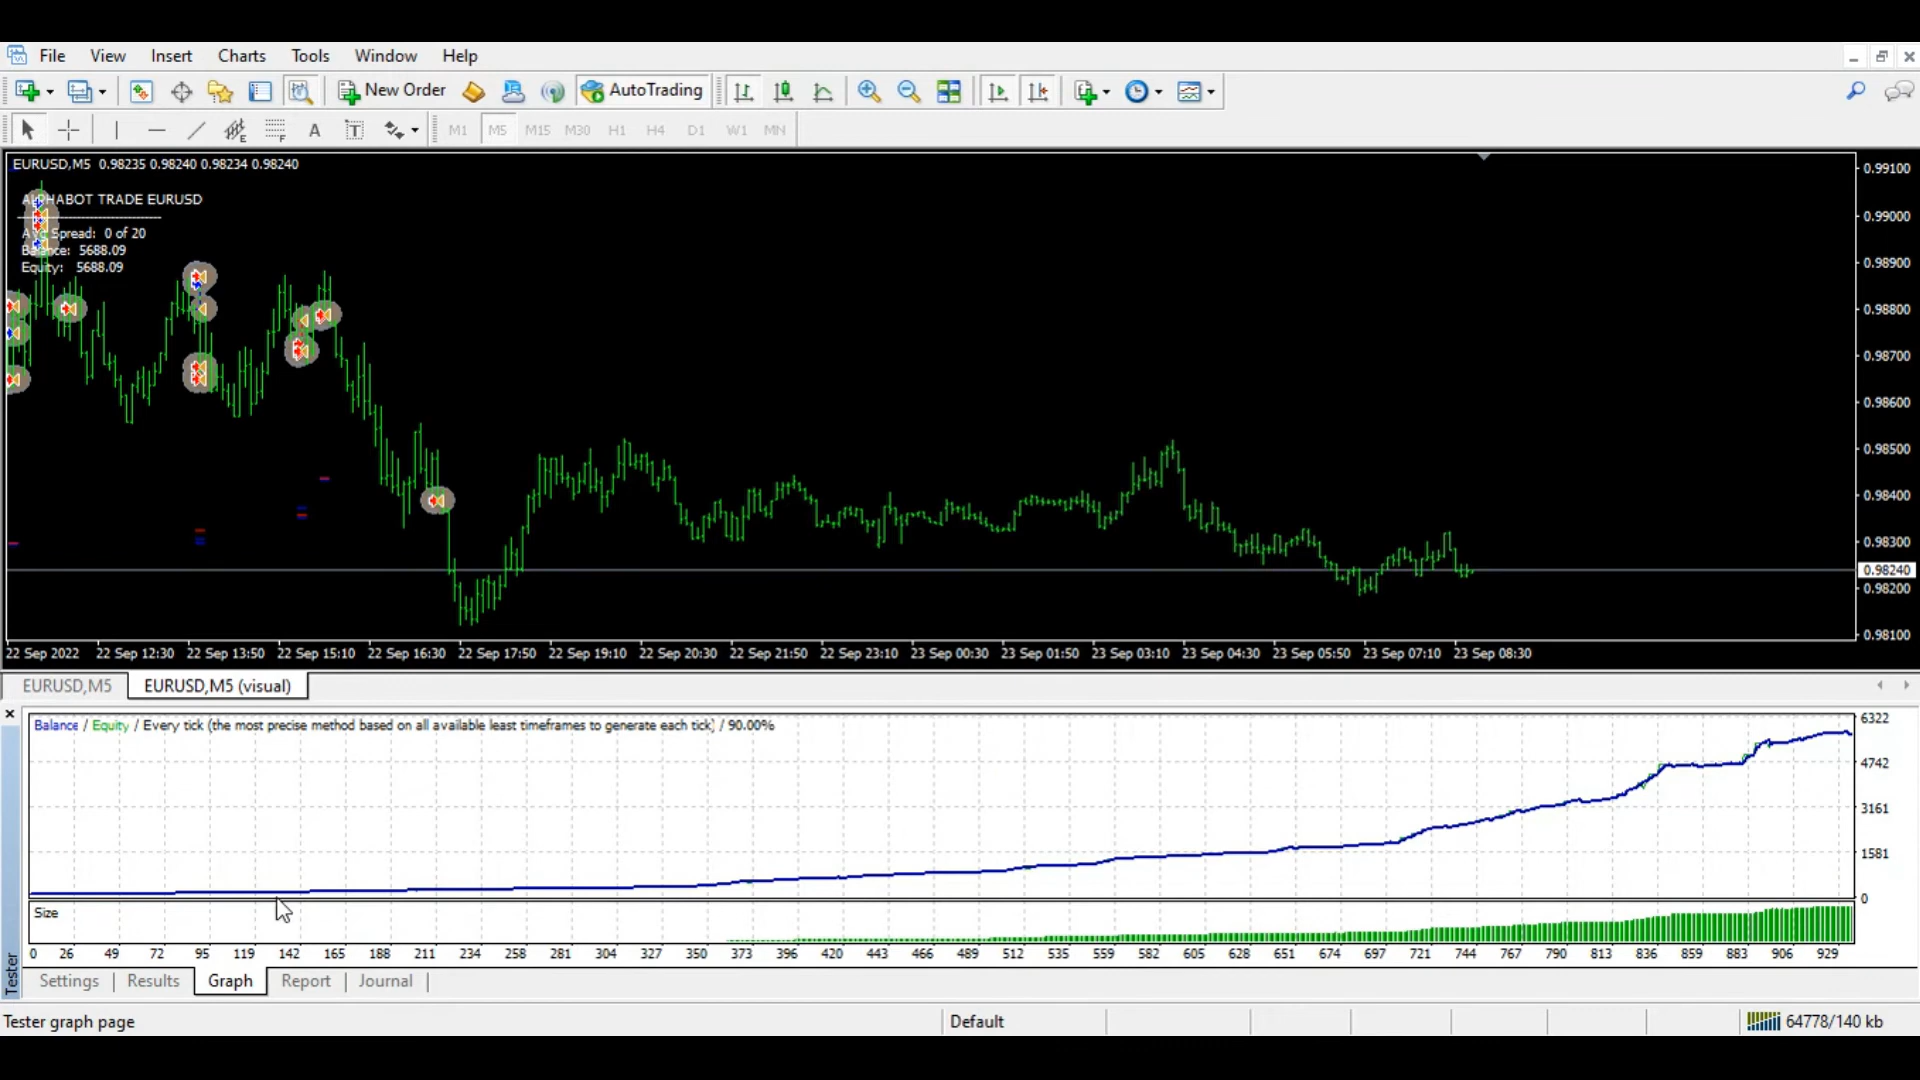 File View Insert Charts Tools Window Help
New Order AutoTrading
M1 M5 M15 M30 H1 H4 D1 W1 MN
EURUSD,M5 0.98235 0.98240 0.98234 0.98240
ALPHABOT TRADE EURUSD
Avg Spread: 0 of 20
Balance: 5688.09
Equity: 5688.09
0.99100
0.99000
0.98900
0.98800
0.98700
0.98600
0.98500
0.98400
0.98300
0.98240
0.98200
0.98100
22 Sep 2022 22 Sep 12:30 22 Sep 13:50 22 Sep 15:10 22 Sep 16:30 22 Sep 17:50 22 Sep 19:10 22 Sep 20:30 22 Sep 21:50 22 Sep 23:10 23 Sep 00:30 23 Sep 01:50 23 Sep 03:10 23 Sep 04:30 23 Sep 05:50 23 Sep 07:10 23 Sep 08:30
EURUSD,M5 EURUSD,M5 (visual)
Balance / Equity / Every tick (the most precise method based on all available least timeframes to generate each tick) / 90.00%
6322
4742
3161
1581
0
Size
0 26 49 72 95 119 142 165 188 211 234 258 281 304 327 350 373 396 420 443 466 489 512 535 559 582 605 628 651 674 697 721 744 767 790 813 836 859 883 906 929
Tester
Settings Results Graph Report Journal
Tester graph page Default 64778/140 kb